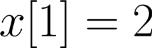 x[1] = 2